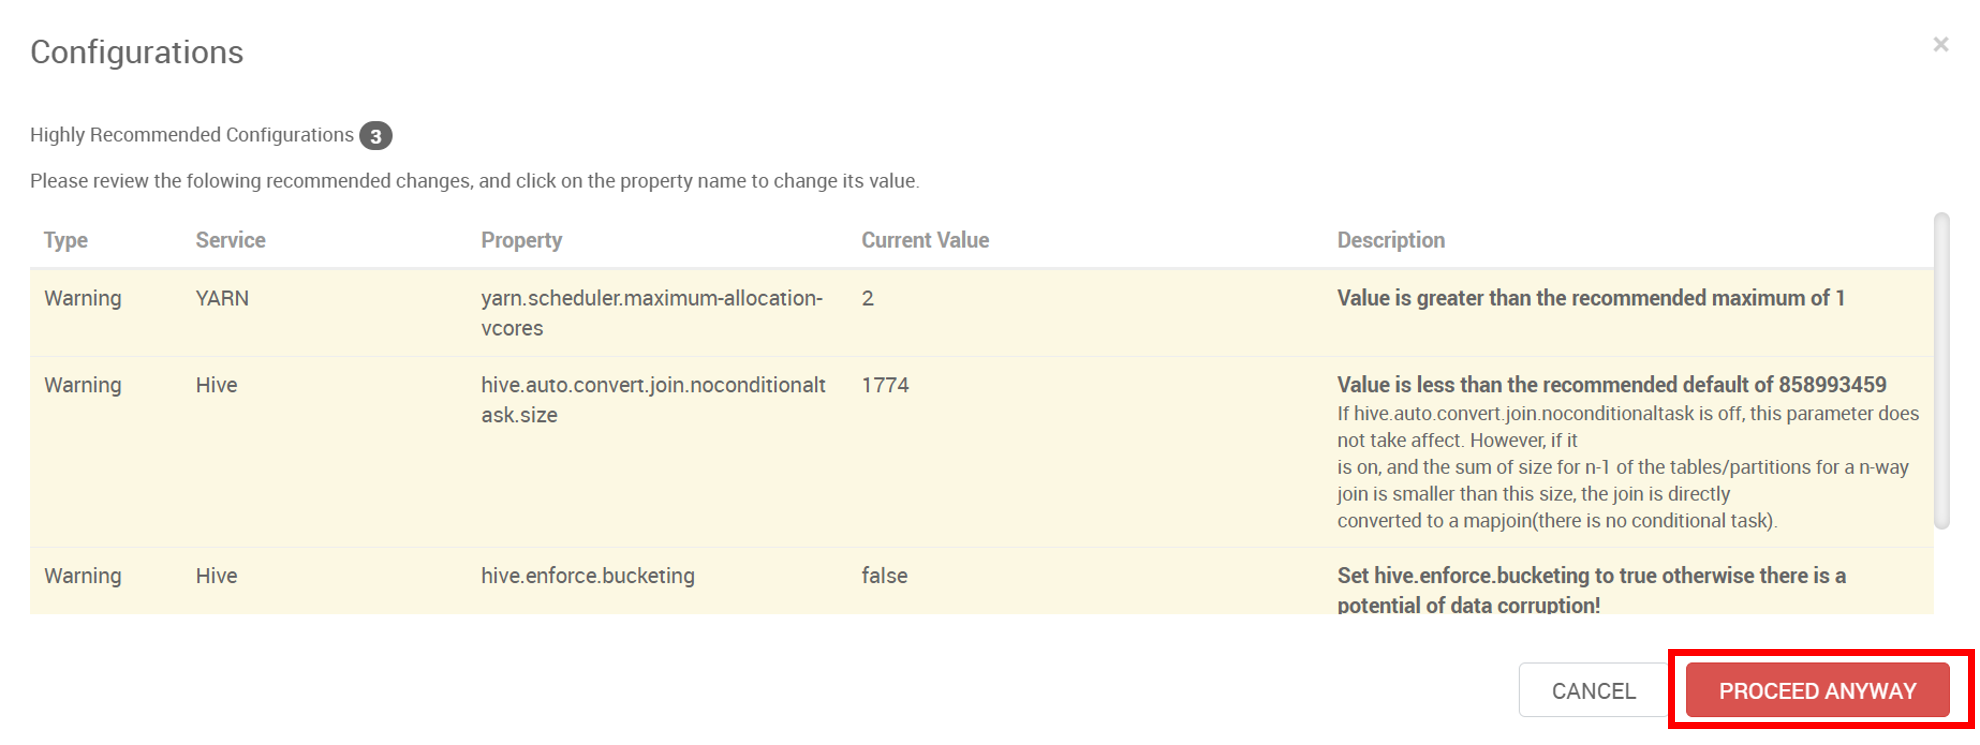 Configurations
×
Highly Recommended Configurations 3
Please review the folowing recommended changes, and click on the property name to change its value.
Type Service Property Current Value Description
Warning YARN yarn.scheduler.maximum-allocation- 2 Value is greater than the recommended maximum of 1
vcores
Warning Hive hive.auto.convert.join.noconditionalt 1774 Value is less than the recommended default of 858993459
ask.size If hive.auto.convert.join.noconditionaltask is off, this parameter does
not take affect. However, if it
is on, and the sum of size for n-1 of the tables/partitions for a n-way
join is smaller than this size, the join is directly
converted to a mapjoin(there is no conditional task).
Warning Hive hive.enforce.bucketing false Set hive.enforce.bucketing to true otherwise there is a
potential of data corruption!
CANCEL PROCEED ANYWAY